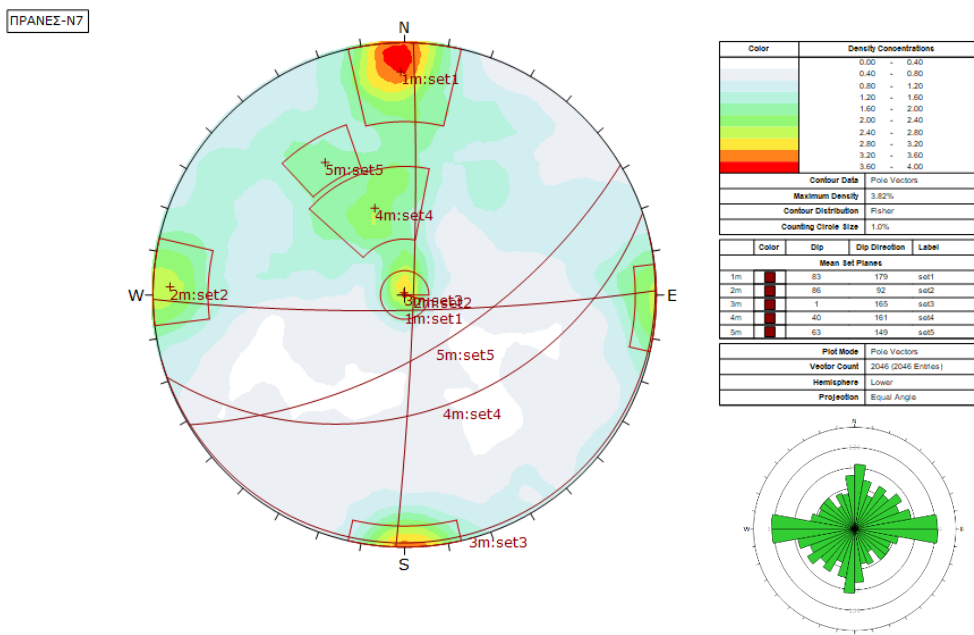 ΠΡΑΝΕΣ-N7
N
1m:set1
5m:set5
4m:set4
W
2m:set2
3m:set3
2m:set2
E
1m:set1
5m:set5
4m:set4
3m:set3
S
Color Density Concentrations
0.00 - 0.40
0.40 - 0.80
0.80 - 1.20
1.20 - 1.60
1.60 - 2.00
2.00 - 2.40
2.40 - 2.80
2.80 - 3.20
3.20 - 3.60
3.60 - 4.00
Contour Data Pole Vectors
Maximum Density 3.82%
Contour Distribution Fisher
Counting Circle Size 1.0%
Color Dip Dip Direction Label
Mean Set Planes
1m 83 179 set1
2m 86 92 set2
3m 1 165 set3
4m 40 161 set4
5m 63 149 set5
Plot Mode Pole Vectors
Vector Count 2046 (2046 Entries)
Hemisphere Lower
Projection Equal Angle
N
W
E
S